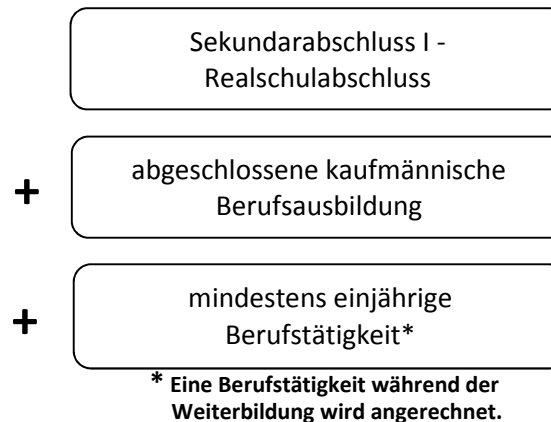 Sekundarabschluss I -
Realschulabschluss
+ abgeschlossene kaufmännische
Berufsausbildung
+ mindestens einjährige
Berufstätigkeit*
* Eine Berufstätigkeit während der
Weiterbildung wird angerechnet.